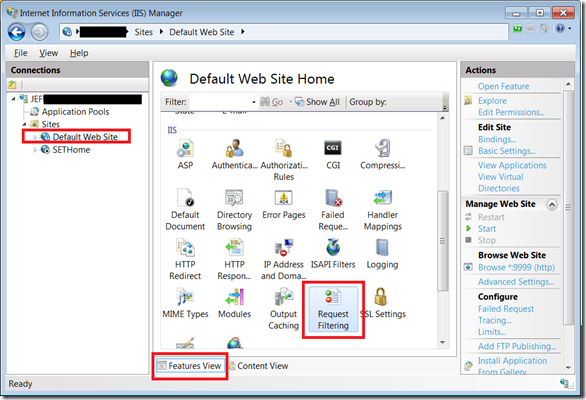 Internet Information Services (IIS) Manager
Sites
Default Web Site
File View Help
Connections
JEF
Application Pools
Sites
Default Web Site
SETHome
Default Web Site Home
Filter: Go Show All Group by:
IIS
ASP Authentica... Authorizati... Rules CGI Compressi...
Default Document Directory Browsing Error Pages Failed Reque... Handler Mappings
HTTP Redirect HTTP Respon... IP Address and Doma... ISAPI Filters Logging
MIME Types Modules Output Caching Request Filtering SSL Settings
Features View Content View
Actions
Open Feature
Explore
Edit Permissions...
Edit Site
Bindings...
Basic Settings...
View Applications
View Virtual
Directories
Manage Web Site
Restart
Start
Stop
Browse Web Site
Browse *:9999 (http)
Advanced Settings...
Configure
Failed Request
Tracing...
Limits...
Add FTP Publishing...
Install Application
From Gallery
Ready